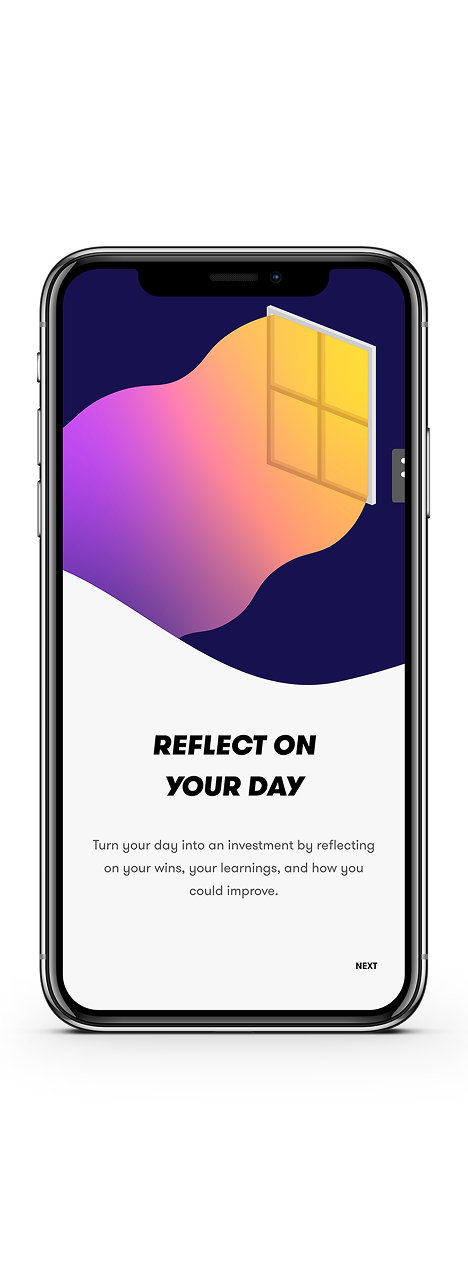 REFLECT ON
YOUR DAY
Turn your day into an investment by reflecting
on your wins, your learnings, and how you
could improve.
NEXT